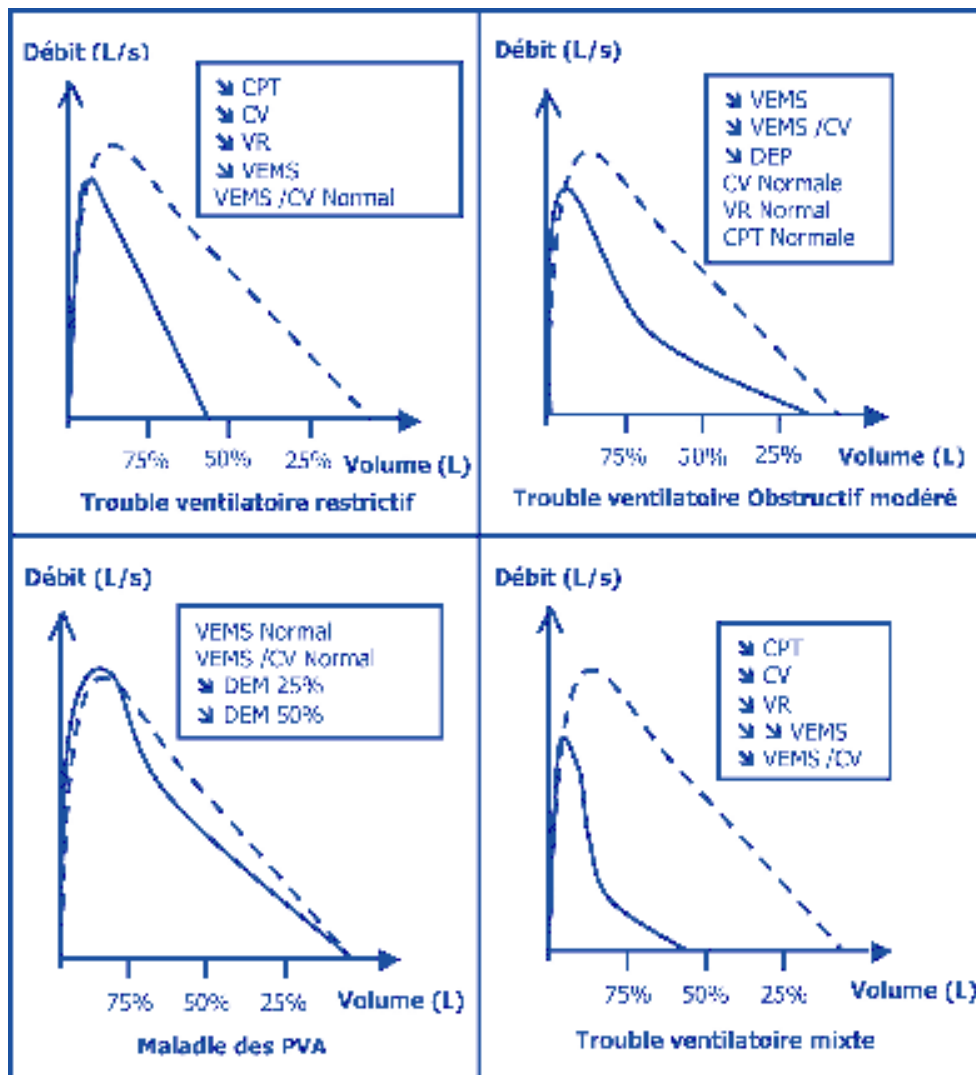 Débit (L/s)
↘ CPT
↘ CV
↘ VR
↘ VEMS
VEMS /CV Normal
75% 50% 25% Volume (L)
Trouble ventilatoire restrictif
Débit (L/s)
↘ VEMS
↘ VEMS /CV
↘ DEP
CV Normale
VR Normal
CPT Normale
75% 50% 25% Volume (L)
Trouble ventilatoire Obstructif modéré
Débit (L/s)
VEMS Normal
VEMS /CV Normal
↘ DEM 25%
↘ DEM 50%
75% 50% 25% Volume (L)
Maladie des PVA
Débit (L/s)
↘ CPT
↘ CV
↘ VR
↘ ↘ VEMS
↘ VEMS /CV
75% 50% 25% Volume (L)
Trouble ventilatoire mixte